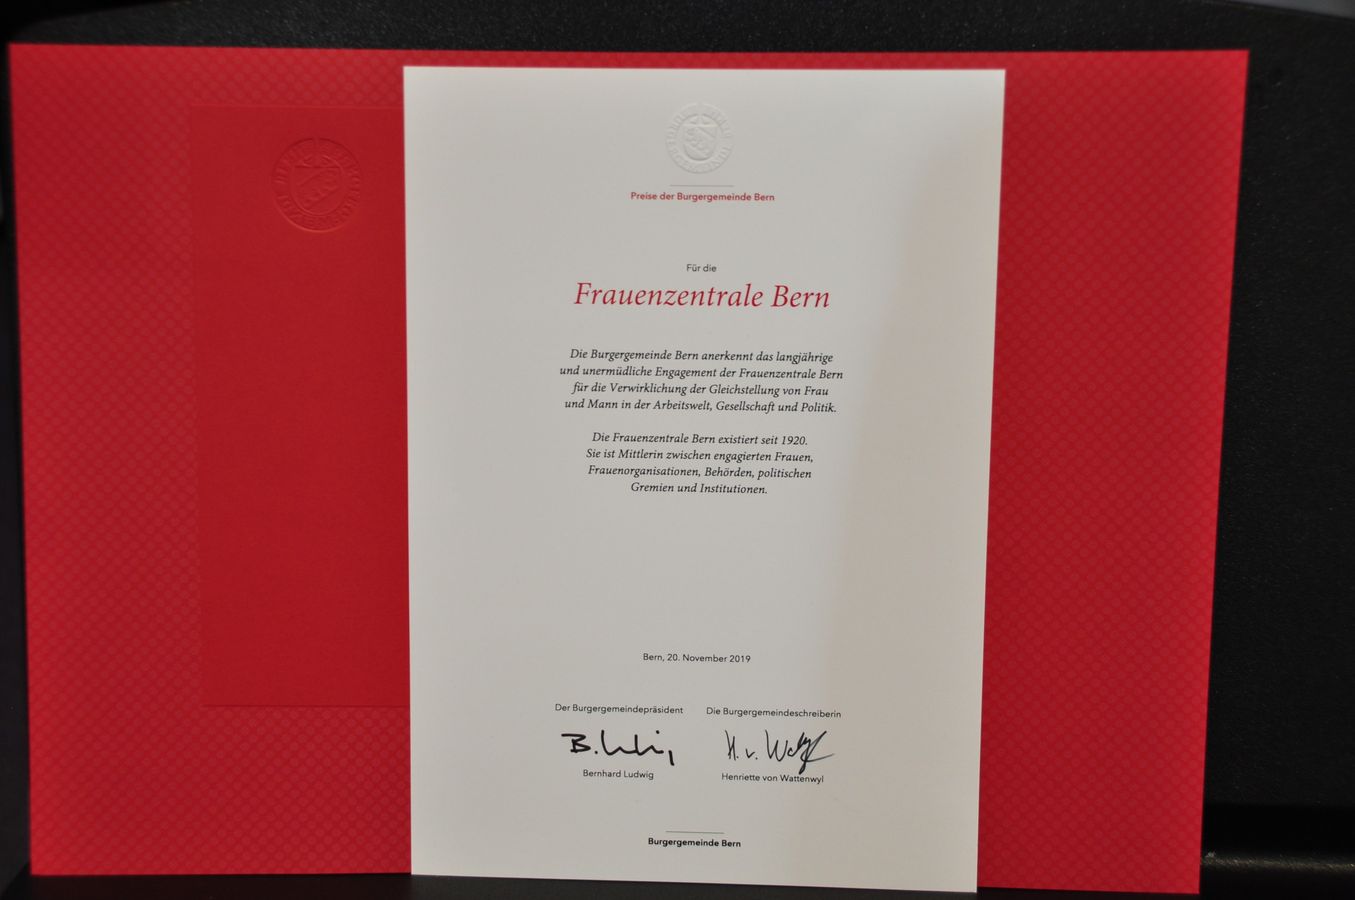 Preise der Burgergemeinde Bern
Für die
Frauenzentrale Bern
Die Burgergemeinde Bern anerkennt das langjährige
und unermüdliche Engagement der Frauenzentrale Bern
für die Verwirklichung der Gleichstellung von Frau
und Mann in der Arbeitswelt, Gesellschaft und Politik.
Die Frauenzentrale Bern existiert seit 1920.
Sie ist Mittlerin zwischen engagierten Frauen,
Frauenorganisationen, Behörden, politischen
Gremien und Institutionen.
Bern, 20. November 2019
Der Burgergemeindepräsident Die Burgergemeindeschreiberin
Bernhard Ludwig Henriette von Wattenwyl
Burgergemeinde Bern